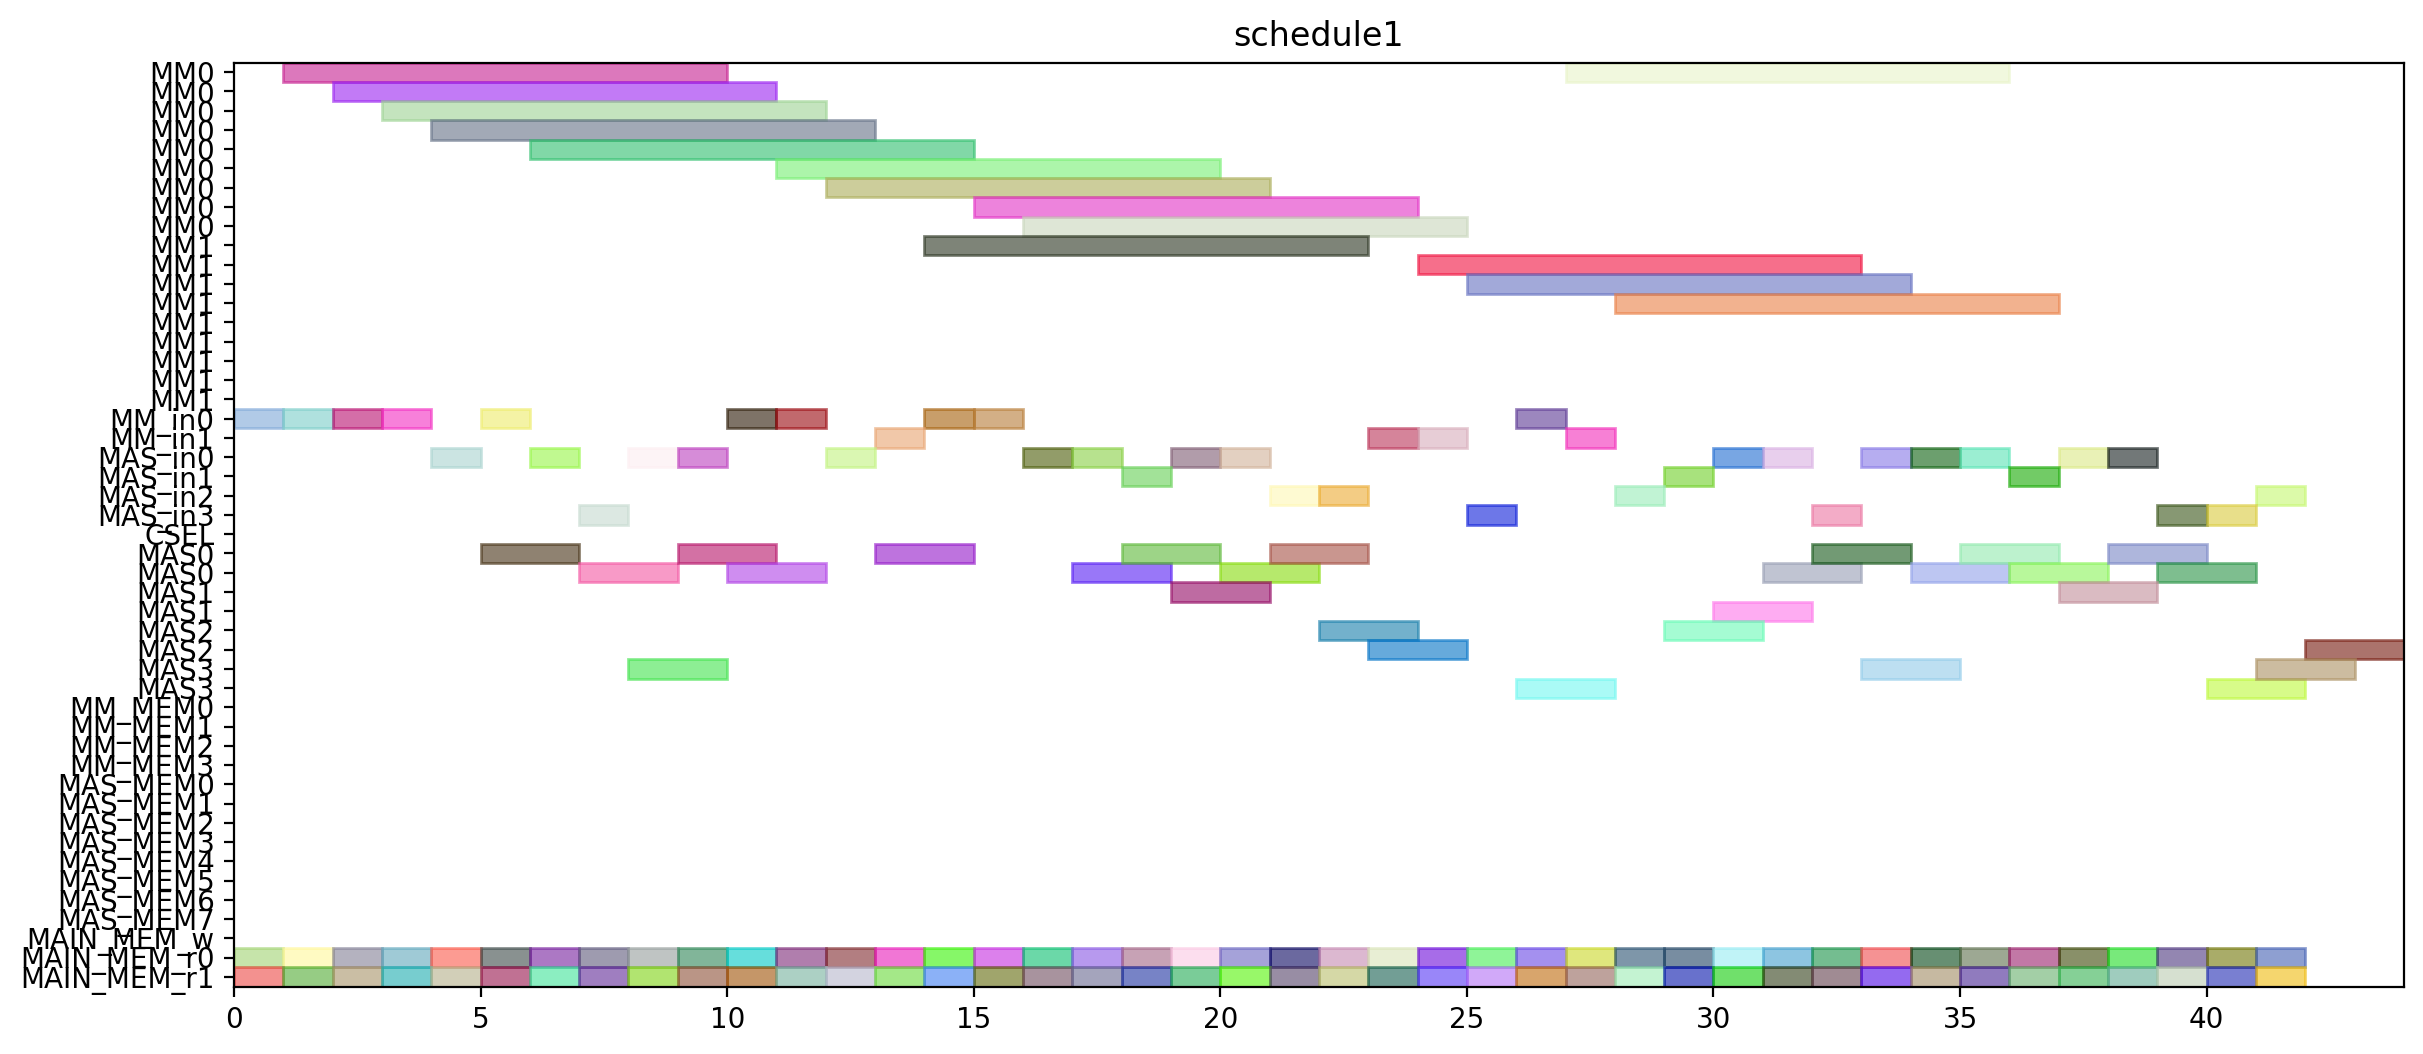 schedule1
MM0
MM0
MM0
MM0
MM0
MM0
MM0
MM0
MM0
MM1
MM1
MM1
MM1
MM1
MM1
MM1
MM1
MM1
MM_in0
MM_in1
MAS_in0
MAS_in1
MAS_in2
MAS_in3
CSEL
MAS0
MAS0
MAS1
MAS1
MAS2
MAS2
MAS3
MAS3
MM_MEM0
MM_MEM1
MM_MEM2
MM_MEM3
MAS_MEM0
MAS_MEM1
MAS_MEM2
MAS_MEM3
MAS_MEM4
MAS_MEM5
MAS_MEM6
MAS_MEM7
MAIN_MEM_w
MAIN_MEM_r0
MAIN_MEM_r1
0 5 10 15 20 25 30 35 40